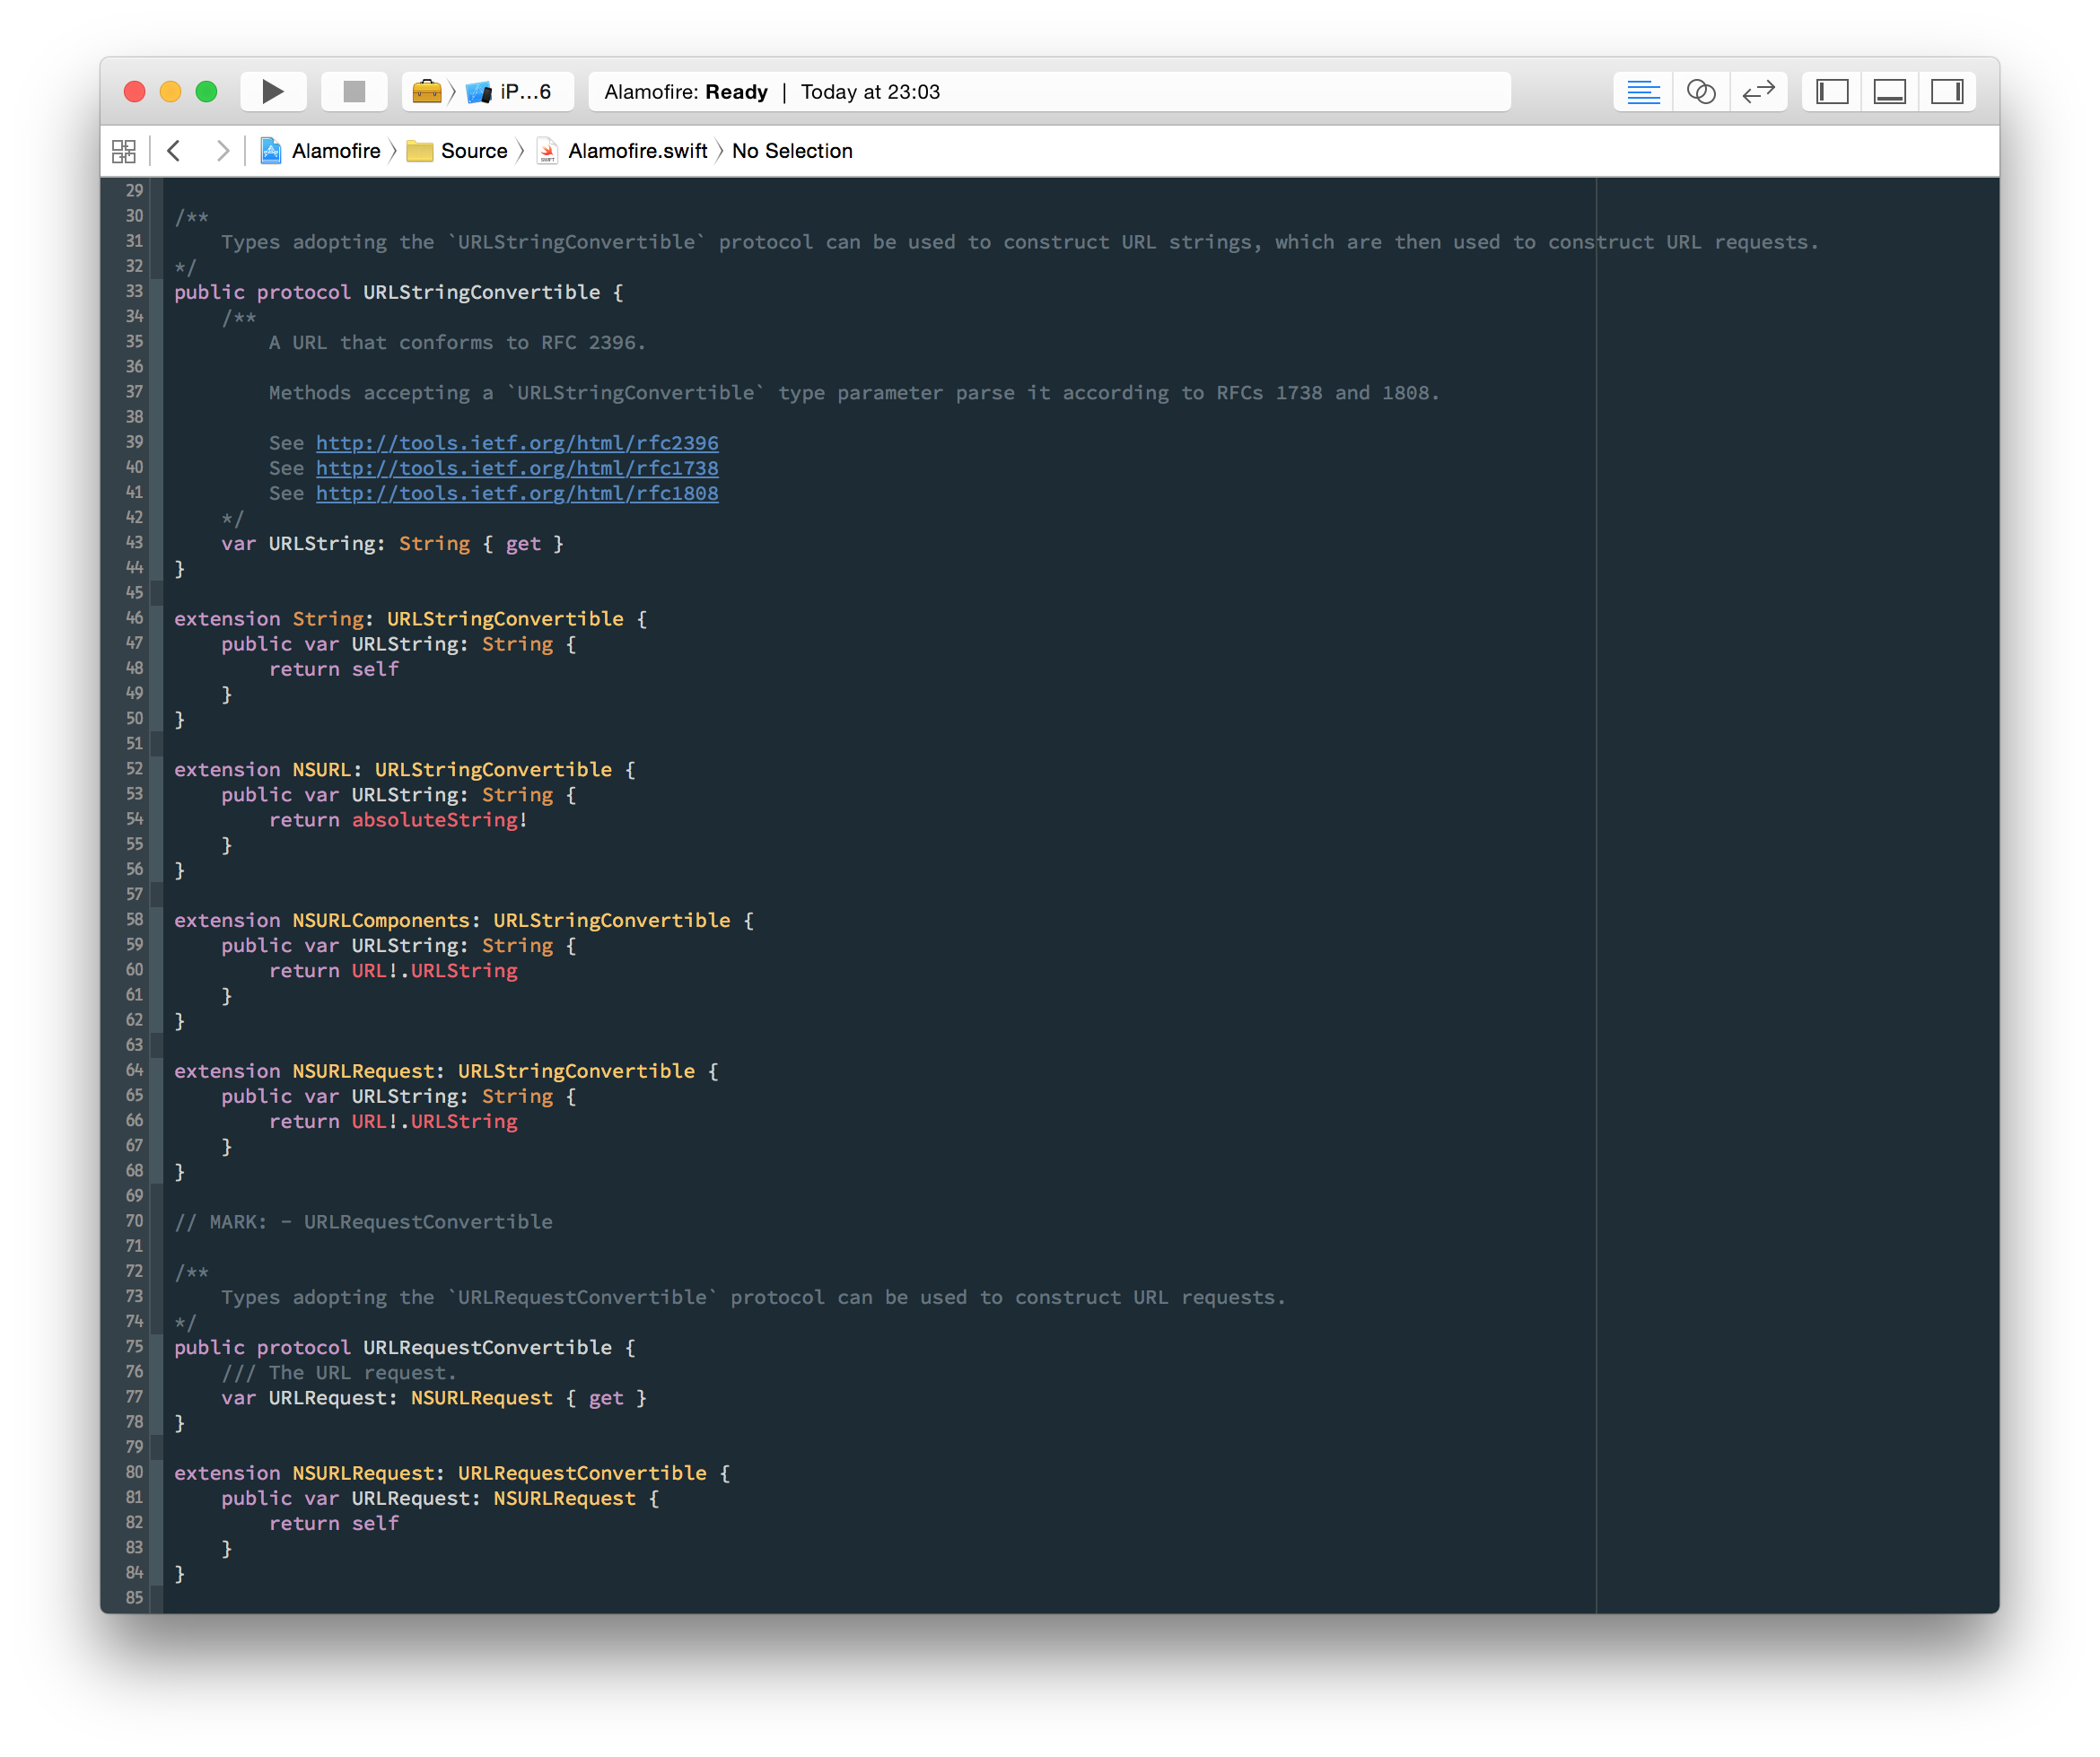 iP...6 Alamofire: Ready | Today at 23:03
Alamofire Source Alamofire.swift No Selection
29
30 /**
31     Types adopting the `URLStringConvertible` protocol can be used to construct URL strings, which are then used to construct URL requests.
32 */
33 public protocol URLStringConvertible {
34     /**
35         A URL that conforms to RFC 2396.
36
37         Methods accepting a `URLStringConvertible` type parameter parse it according to RFCs 1738 and 1808.
38
39         See http://tools.ietf.org/html/rfc2396
40         See http://tools.ietf.org/html/rfc1738
41         See http://tools.ietf.org/html/rfc1808
42     */
43     var URLString: String { get }
44 }
45
46 extension String: URLStringConvertible {
47     public var URLString: String {
48         return self
49     }
50 }
51
52 extension NSURL: URLStringConvertible {
53     public var URLString: String {
54         return absoluteString!
55     }
56 }
57
58 extension NSURLComponents: URLStringConvertible {
59     public var URLString: String {
60         return URL!.URLString
61     }
62 }
63
64 extension NSURLRequest: URLStringConvertible {
65     public var URLString: String {
66         return URL!.URLString
67     }
68 }
69
70 // MARK: - URLRequestConvertible
71
72 /**
73     Types adopting the `URLRequestConvertible` protocol can be used to construct URL requests.
74 */
75 public protocol URLRequestConvertible {
76     /// The URL request.
77     var URLRequest: NSURLRequest { get }
78 }
79
80 extension NSURLRequest: URLRequestConvertible {
81     public var URLRequest: NSURLRequest {
82         return self
83     }
84 }
85